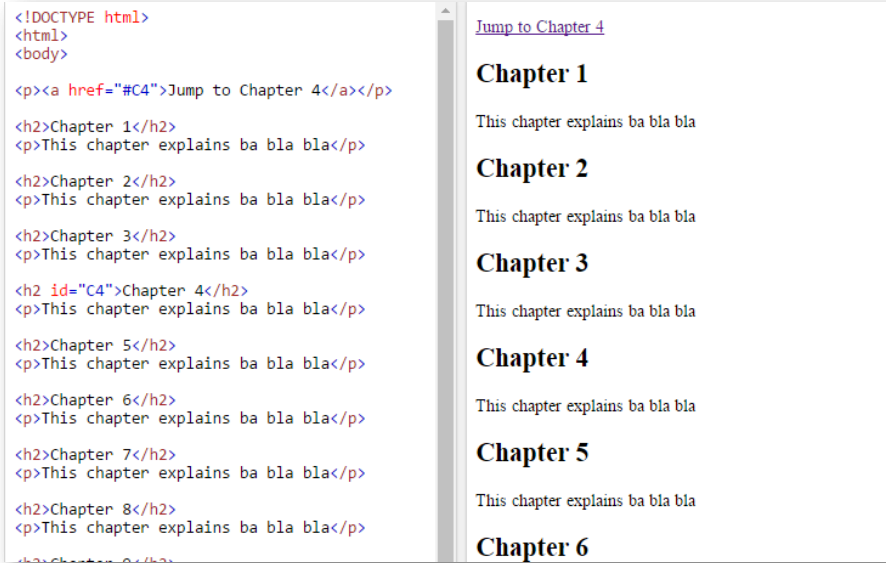 <!DOCTYPE html>
<html>
<body>
<p><a href="#C4">Jump to Chapter 4</a></p>
<h2>Chapter 1</h2>
<p>This chapter explains ba bla bla</p>
<h2>Chapter 2</h2>
<p>This chapter explains ba bla bla</p>
<h2>Chapter 3</h2>
<p>This chapter explains ba bla bla</p>
<h2 id="C4">Chapter 4</h2>
<p>This chapter explains ba bla bla</p>
<h2>Chapter 5</h2>
<p>This chapter explains ba bla bla</p>
<h2>Chapter 6</h2>
<p>This chapter explains ba bla bla</p>
<h2>Chapter 7</h2>
<p>This chapter explains ba bla bla</p>
<h2>Chapter 8</h2>
<p>This chapter explains ba bla bla</p>
Jump to Chapter 4
Chapter 1
This chapter explains ba bla bla
Chapter 2
This chapter explains ba bla bla
Chapter 3
This chapter explains ba bla bla
Chapter 4
This chapter explains ba bla bla
Chapter 5
This chapter explains ba bla bla
Chapter 6